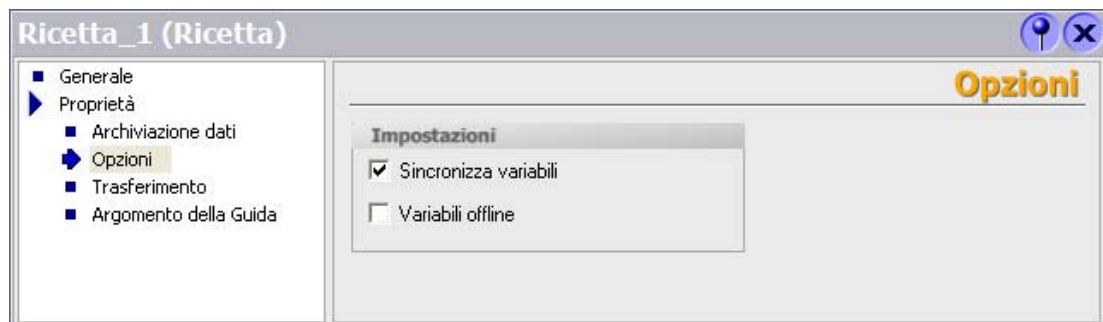 Ricetta_1 (Ricetta)
Generale
Proprietà
Archiviazione dati
Opzioni
Trasferimento
Argomento della Guida
Opzioni
Impostazioni
Sincronizza variabili
Variabili offline